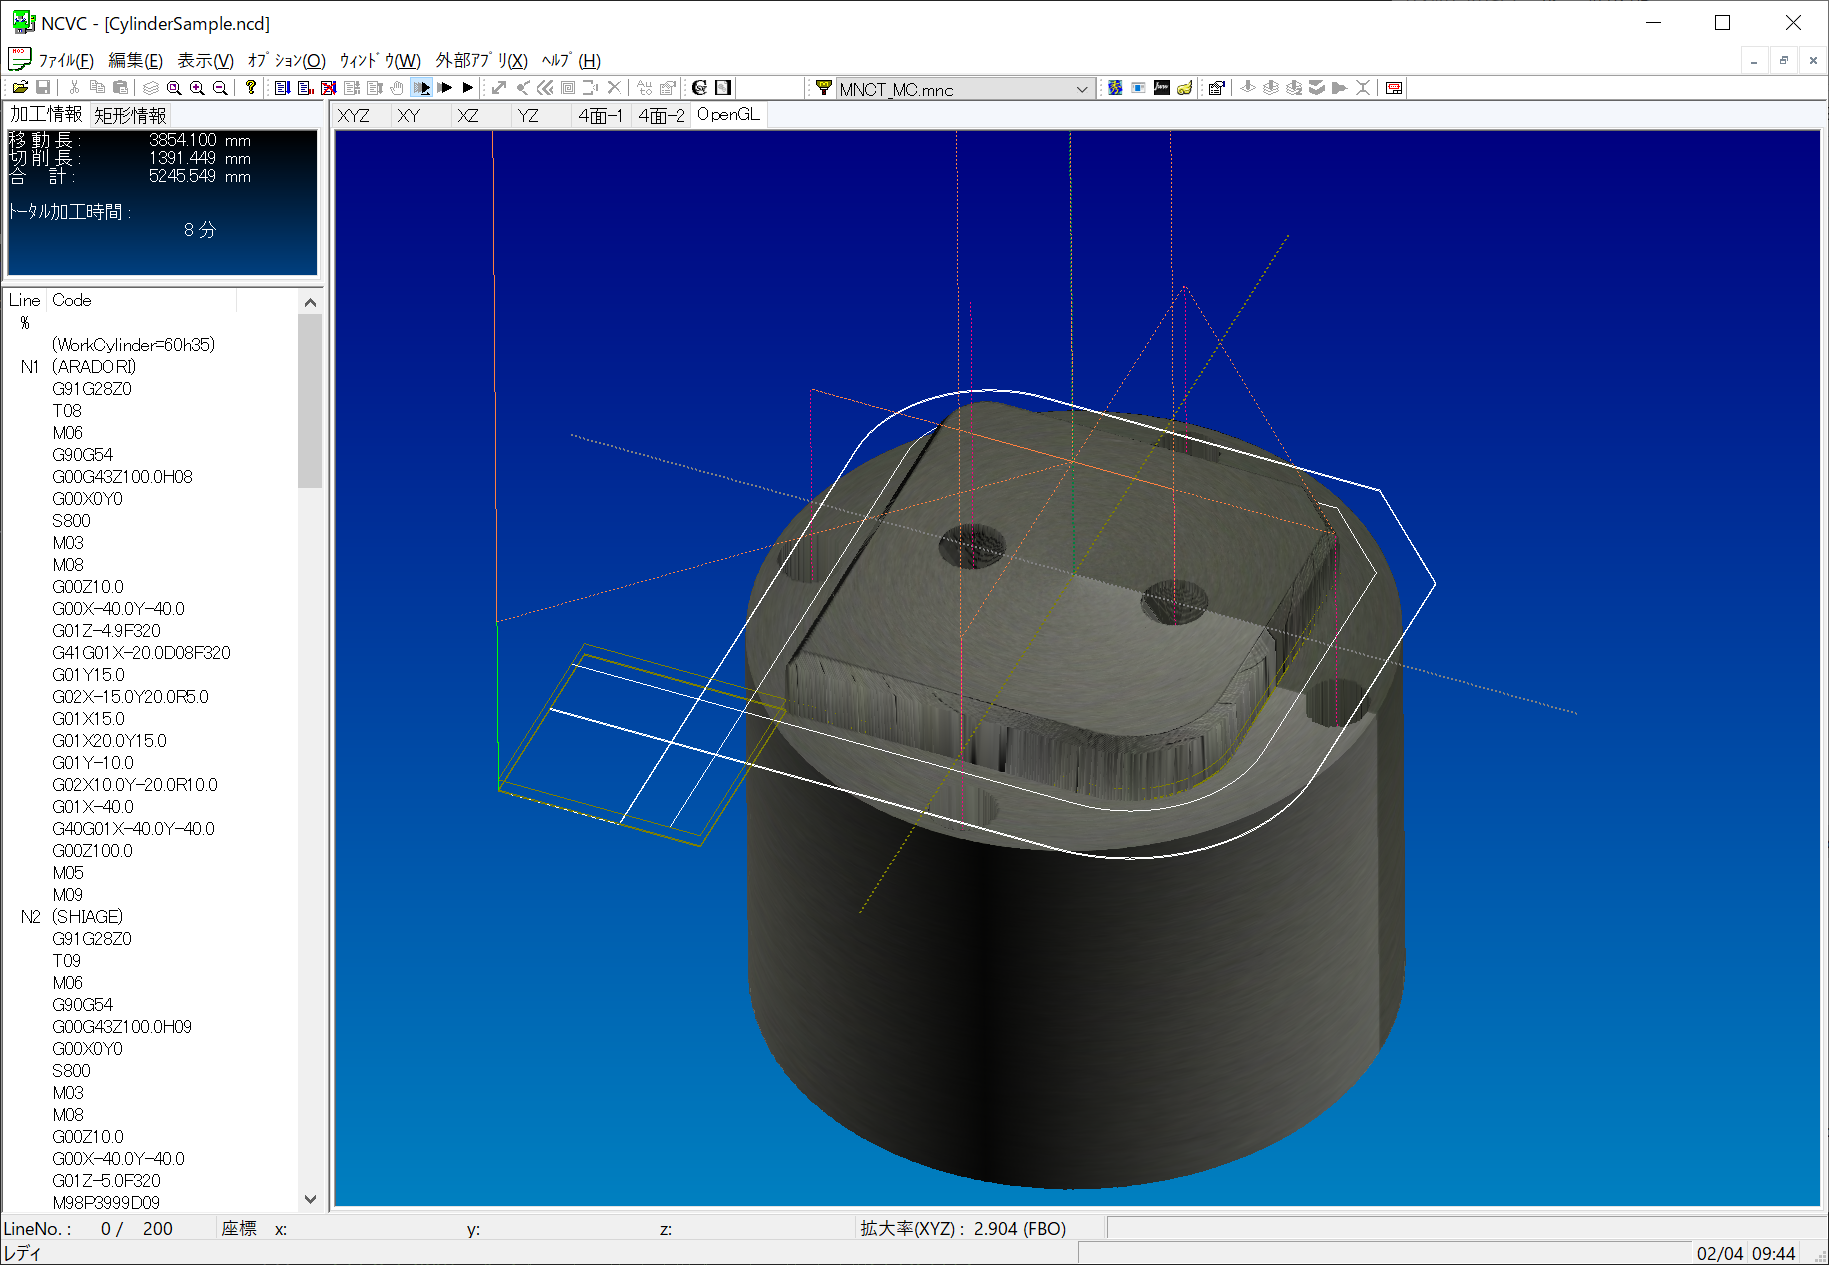 NCVC - [CylinderSample.ncd]
ﾌｧｲﾙ(F) 編集(E) 表示(V) ｵﾌﾟｼｮﾝ(O) ｳｨﾝﾄﾞｳ(W) 外部ｱﾌﾟﾘ(X) ﾍﾙﾌﾟ(H)
MNCT_MC.mnc
加工情報 矩形情報
XYZ XY XZ YZ 4面-1 4面-2 OpenGL
移動長: 3854.100 mm
切削長: 1391.449 mm
合 計: 5245.549 mm
ﾄｰﾀﾙ加工時間:
8分
Line Code
%
(WorkCylinder=60h35)
N1 (ARADORI)
G91G28Z0
T08
M06
G90G54
G00G43Z100.0H08
G00X0Y0
S800
M03
M08
G00Z10.0
G00X-40.0Y-40.0
G01Z-4.9F320
G41G01X-20.0D08F320
G01Y15.0
G02X-15.0Y20.0R5.0
G01X15.0
G01X20.0Y15.0
G01Y-10.0
G02X10.0Y-20.0R10.0
G01X-40.0
G40G01X-40.0Y-40.0
G00Z100.0
M05
M09
N2 (SHIAGE)
G91G28Z0
T09
M06
G90G54
G00G43Z100.0H09
G00X0Y0
S800
M03
M08
G00Z10.0
G00X-40.0Y-40.0
G01Z-5.0F320
M98P3999D09
LineNo. : 0 / 200 座標 x: y: z: 拡大率(XYZ) : 2.904 (FBO)
レディ 02/04 09:44